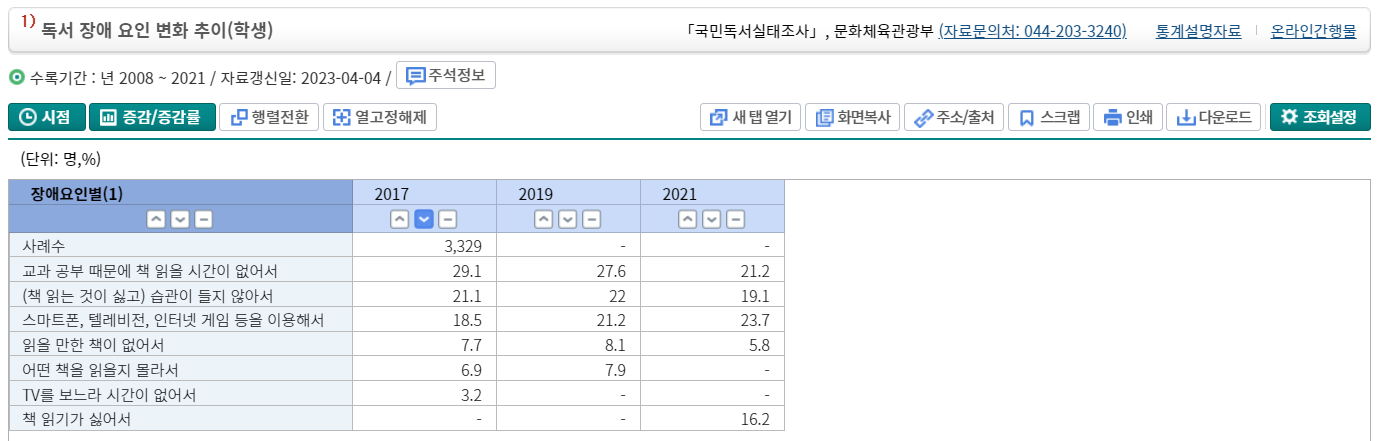 1) 독서 장애 요인 변화 추이(학생) 「국민독서실태조사」, 문화체육관광부 (자료문의처: 044-203-3240) 통계설명자료 온라인간행물
수록기간 : 년 2008 ~ 2021 / 자료갱신일: 2023-04-04 / 주석정보
시점 증감/증감률 행렬전환 열고정해제 새 탭 열기 화면복사 주소/출처 스크랩 인쇄 다운로드 조회설정
(단위: 명,%)
장애요인별(1) 2017 2019 2021
사례수 3,329 - -
교과 공부 때문에 책 읽을 시간이 없어서 29.1 27.6 21.2
(책 읽는 것이 싫고) 습관이 들지 않아서 21.1 22 19.1
스마트폰, 텔레비전, 인터넷 게임 등을 이용해서 18.5 21.2 23.7
읽을 만한 책이 없어서 7.7 8.1 5.8
어떤 책을 읽을지 몰라서 6.9 7.9 -
TV를 보느라 시간이 없어서 3.2 - -
책 읽기가 싫어서 - - 16.2